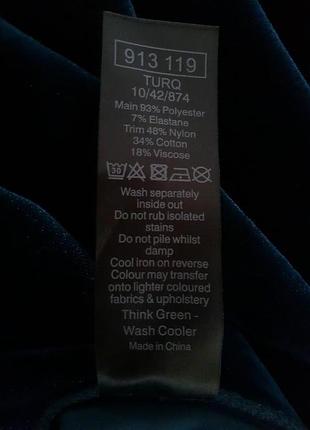 913 119
TURQ
10/42/874
Main 93% Polyester
7% Elastane
Trim 48% Nylon
34% Cotton
18% Viscose
30
Wash separately
inside out
Do not rub isolated
stains
Do not pile whilst
damp
Cool iron on reverse
Colour may transfer
onto lighter coloured
fabrics & upholstery
Think Green -
Wash Cooler
Made in China